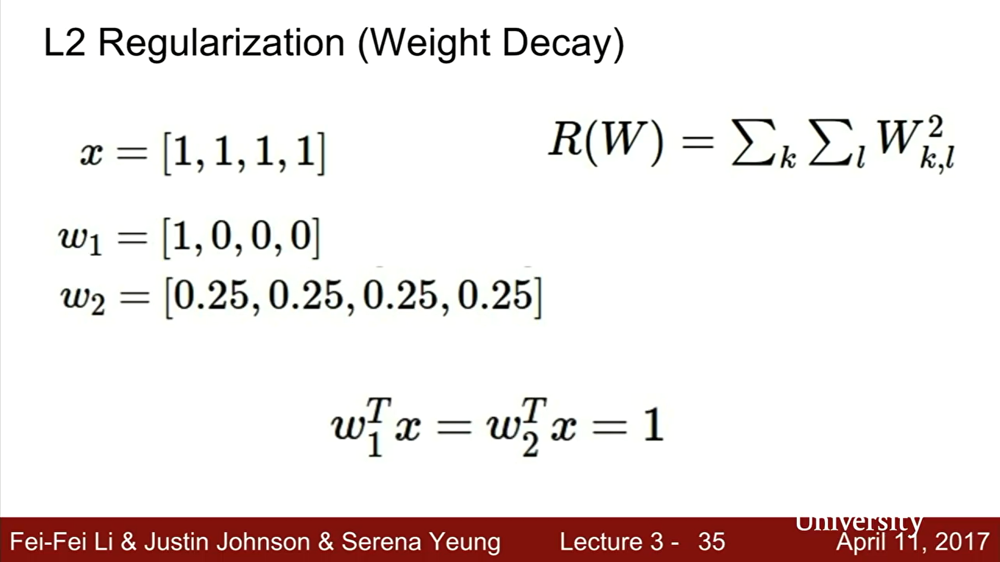 L2 Regularization (Weight Decay)
x = [1, 1, 1, 1]
R(W) = ∑_k ∑_l W_{k,l}^2
w_1 = [1, 0, 0, 0]
w_2 = [0.25, 0.25, 0.25, 0.25]
w_1^T x = w_2^T x = 1
University
Fei-Fei Li & Justin Johnson & Serena Yeung Lecture 3 - 35 April 11, 2017